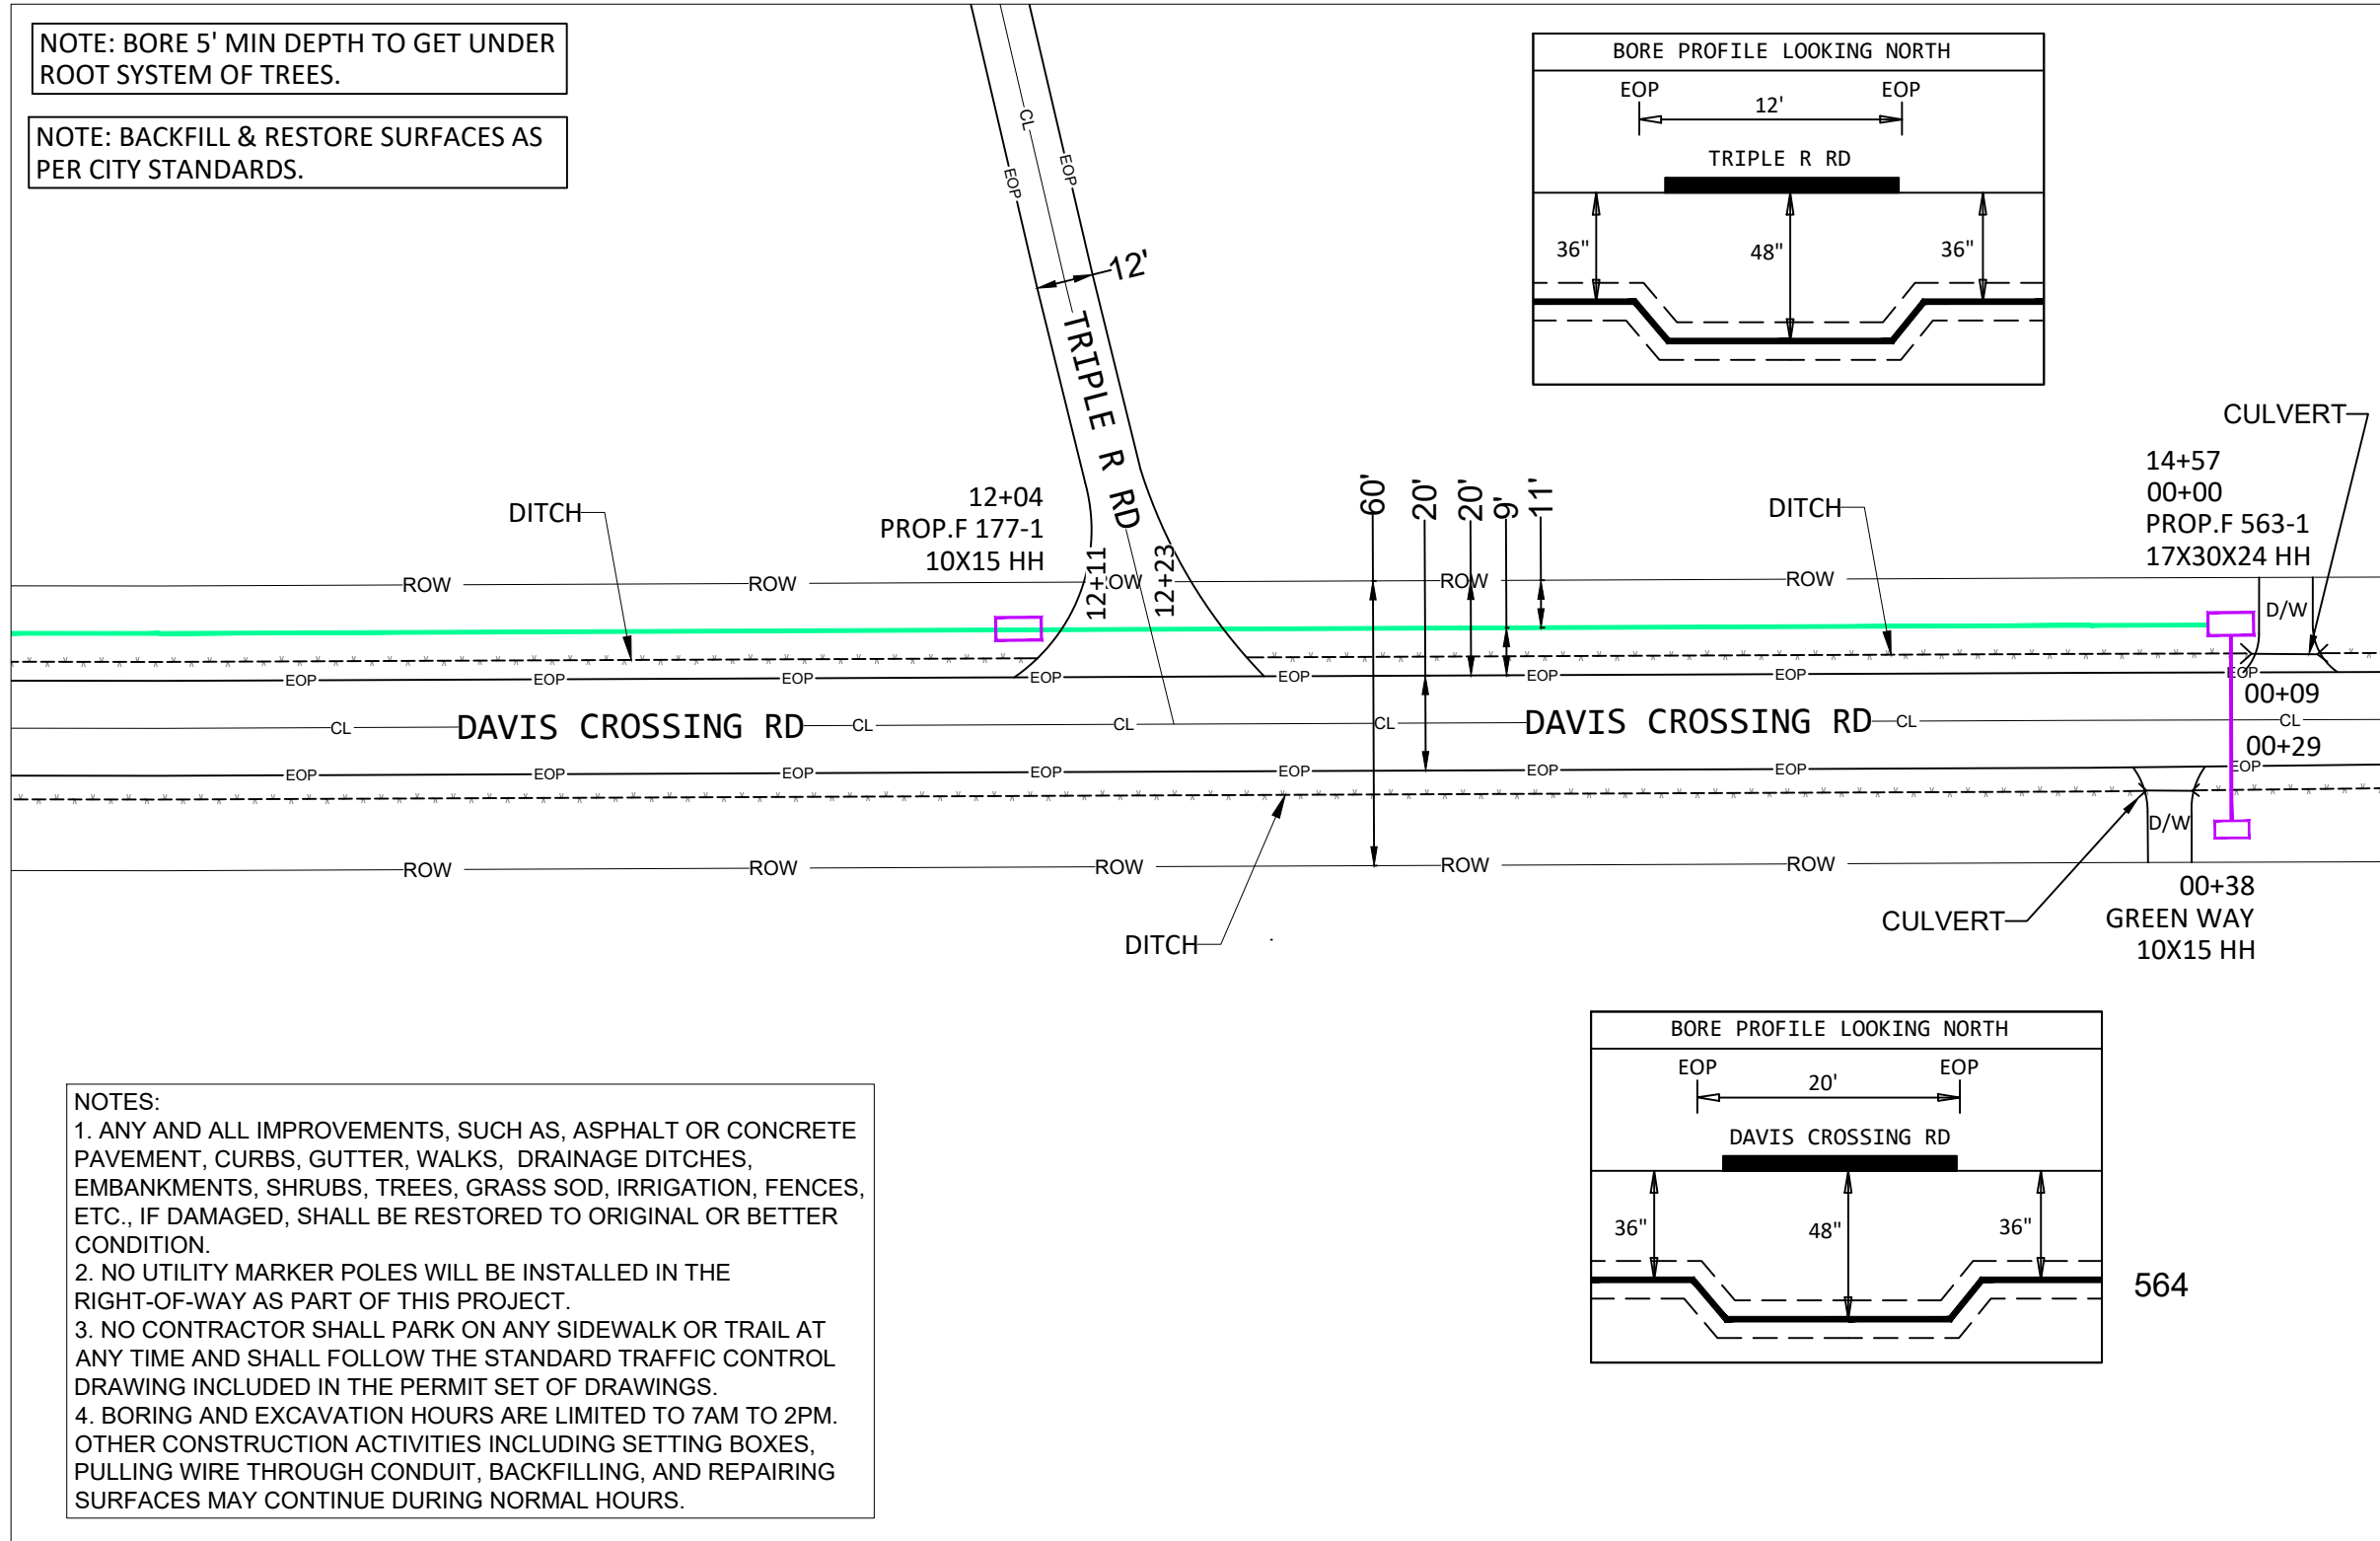 NOTE: BORE 5' MIN DEPTH TO GET UNDER
ROOT SYSTEM OF TREES.
NOTE: BACKFILL & RESTORE SURFACES AS
PER CITY STANDARDS.
BORE PROFILE LOOKING NORTH
EOP EOP
12'
TRIPLE R RD
36" 48" 36"
CL
EOP EOP
12'
TRIPLE R RD
CULVERT
14+57
00+00
PROP.F 563-1
17X30X24 HH
12+04
PROP.F 177-1
10X15 HH
DITCH
60' 20' 20' 9' 11'
DITCH
12+11 12+23
ROW ROW ROW ROW ROW
D/W
EOP EOP EOP EOP EOP EOP EOP EOP
00+09
CL DAVIS CROSSING RD CL CL CL DAVIS CROSSING RD CL CL
00+29
EOP EOP EOP EOP EOP EOP EOP EOP
D/W
ROW ROW ROW ROW ROW
00+38
GREEN WAY
10X15 HH
CULVERT
DITCH
BORE PROFILE LOOKING NORTH
EOP EOP
20'
DAVIS CROSSING RD
36" 48" 36"
564
NOTES:
1. ANY AND ALL IMPROVEMENTS, SUCH AS, ASPHALT OR CONCRETE
PAVEMENT, CURBS, GUTTER, WALKS, DRAINAGE DITCHES,
EMBANKMENTS, SHRUBS, TREES, GRASS SOD, IRRIGATION, FENCES,
ETC., IF DAMAGED, SHALL BE RESTORED TO ORIGINAL OR BETTER
CONDITION.
2. NO UTILITY MARKER POLES WILL BE INSTALLED IN THE
RIGHT-OF-WAY AS PART OF THIS PROJECT.
3. NO CONTRACTOR SHALL PARK ON ANY SIDEWALK OR TRAIL AT
ANY TIME AND SHALL FOLLOW THE STANDARD TRAFFIC CONTROL
DRAWING INCLUDED IN THE PERMIT SET OF DRAWINGS.
4. BORING AND EXCAVATION HOURS ARE LIMITED TO 7AM TO 2PM.
OTHER CONSTRUCTION ACTIVITIES INCLUDING SETTING BOXES,
PULLING WIRE THROUGH CONDUIT, BACKFILLING, AND REPAIRING
SURFACES MAY CONTINUE DURING NORMAL HOURS.